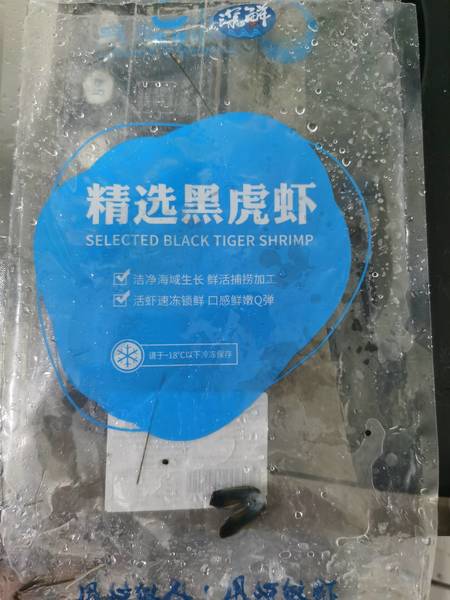 深鲜
精选黑虎虾
SELECTED BLACK TIGER SHRIMP
洁净海域生长 鲜活捕捞加工
活虾速冻锁鲜 口感鲜嫩Q弹
请于-18℃以下冷冻保存